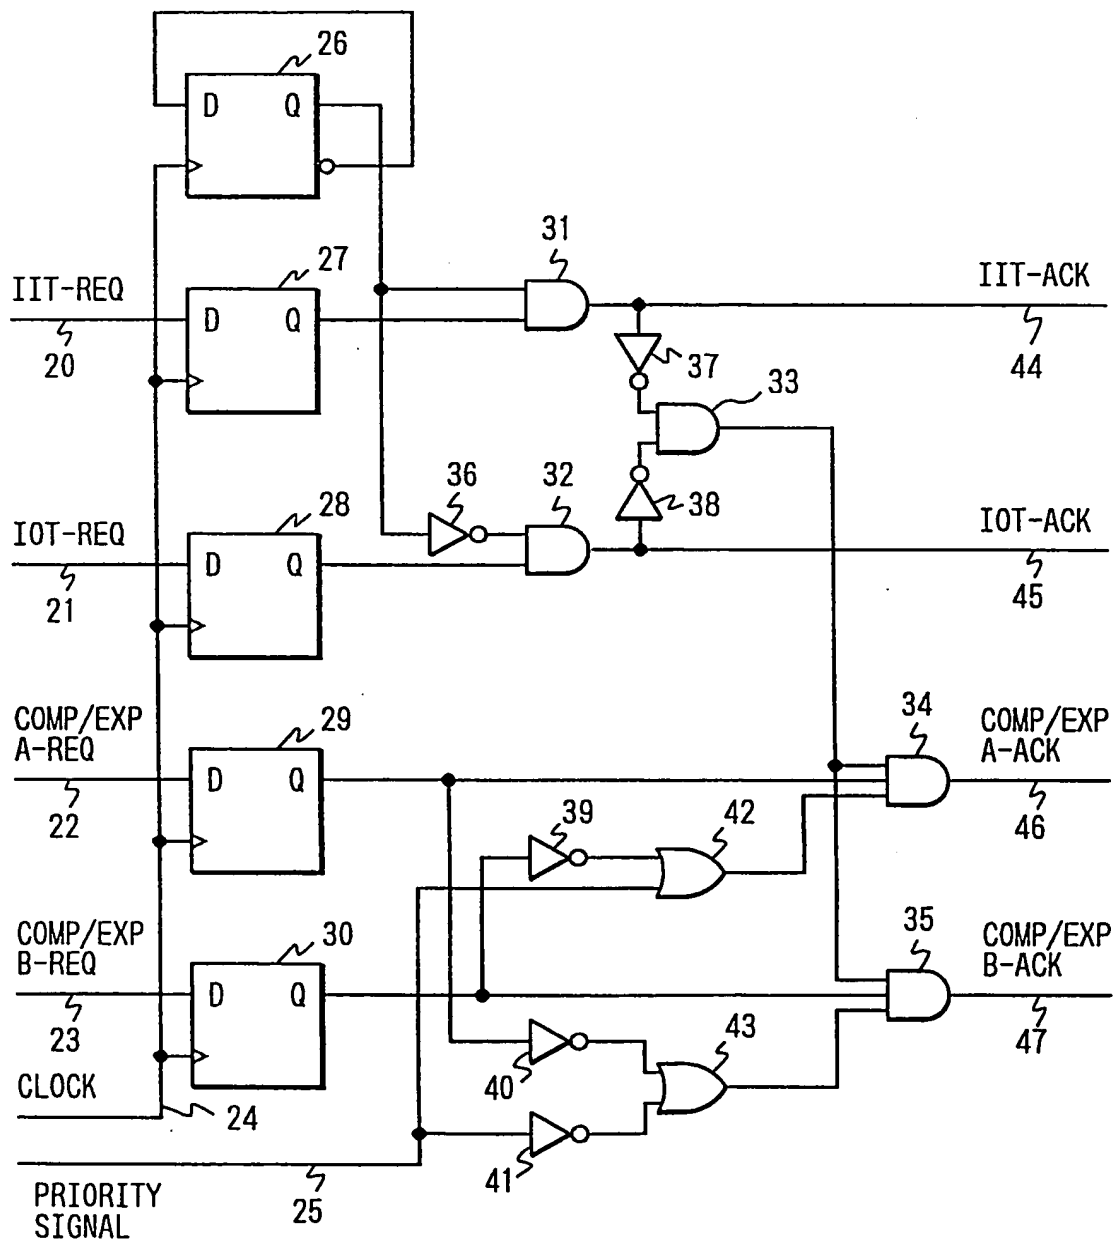 26
D Q
27
31
IIT-REQ
IIT-ACK
D Q
20
37
44
33
36
32
28
38
IOT-REQ
IOT-ACK
D Q
21
45
COMP/EXP
A-REQ
29
34
COMP/EXP
A-ACK
D Q
22
39
42
46
COMP/EXP
B-REQ
30
35
COMP/EXP
B-ACK
D Q
23
43
47
40
CLOCK
24
41
25
PRIORITY
SIGNAL